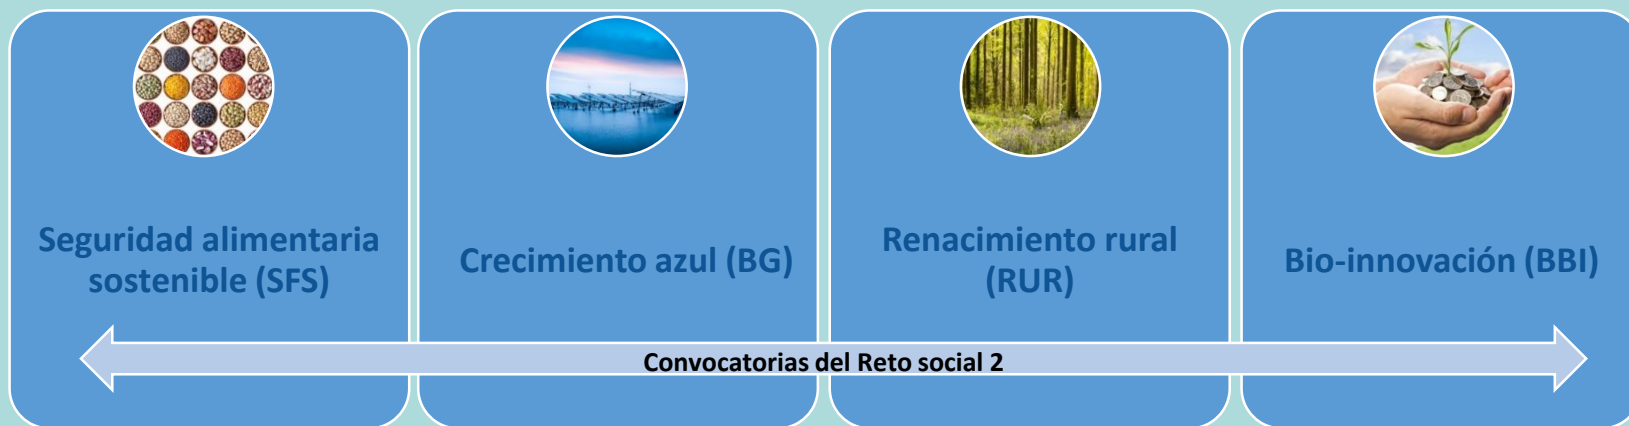 Seguridad alimentaria
sostenible (SFS)
Crecimiento azul (BG)
Renacimiento rural
(RUR)
Bio-innovación (BBI)
Convocatorias del Reto social 2